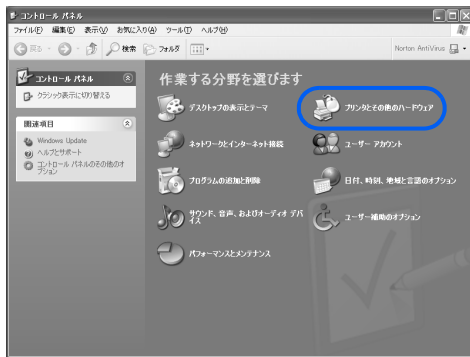 コントロール パネル
ファイル(F) 編集(E) 表示(V) お気に入り(A) ツール(T) ヘルプ(H)
戻る 検索 フォルダ Norton AntiVirus
コントロール パネル
クラシック表示に切り替える
関連項目
Windows Update
ヘルプとサポート
コントロール パネルのその他のオ
プション
作業する分野を選びます
デスクトップの表示とテーマ
プリンタとその他のハードウェア
ネットワークとインターネット接続
ユーザー アカウント
プログラムの追加と削除
日付、時刻、地域と言語のオプション
サウンド、音声、およびオーディオ デバ
イス
ユーザー補助のオプション
パフォーマンスとメンテナンス